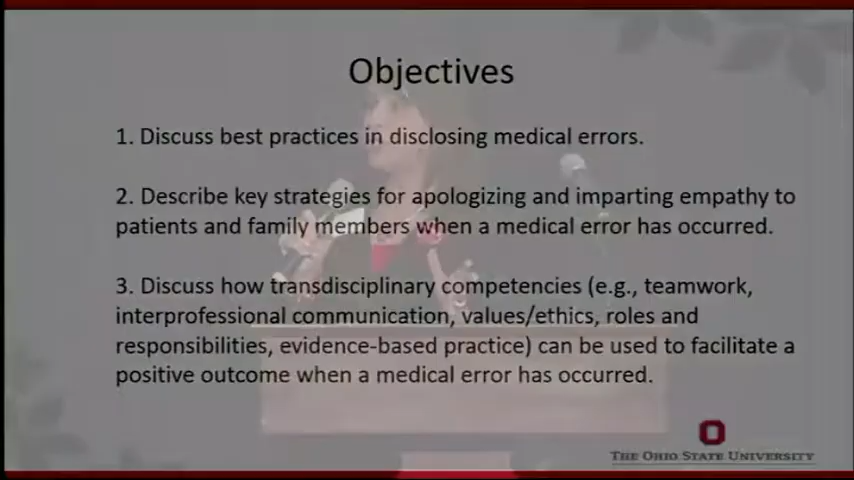 Objectives
1. Discuss best practices in disclosing medical errors.
2. Describe key strategies for apologizing and imparting empathy to
patients and family members when a medical error has occurred.
3. Discuss how transdisciplinary competencies (e.g., teamwork,
interprofessional communication, values/ethics, roles and
responsibilities, evidence-based practice) can be used to facilitate a
positive outcome when a medical error has occurred.
THE OHIO STATE UNIVERSITY